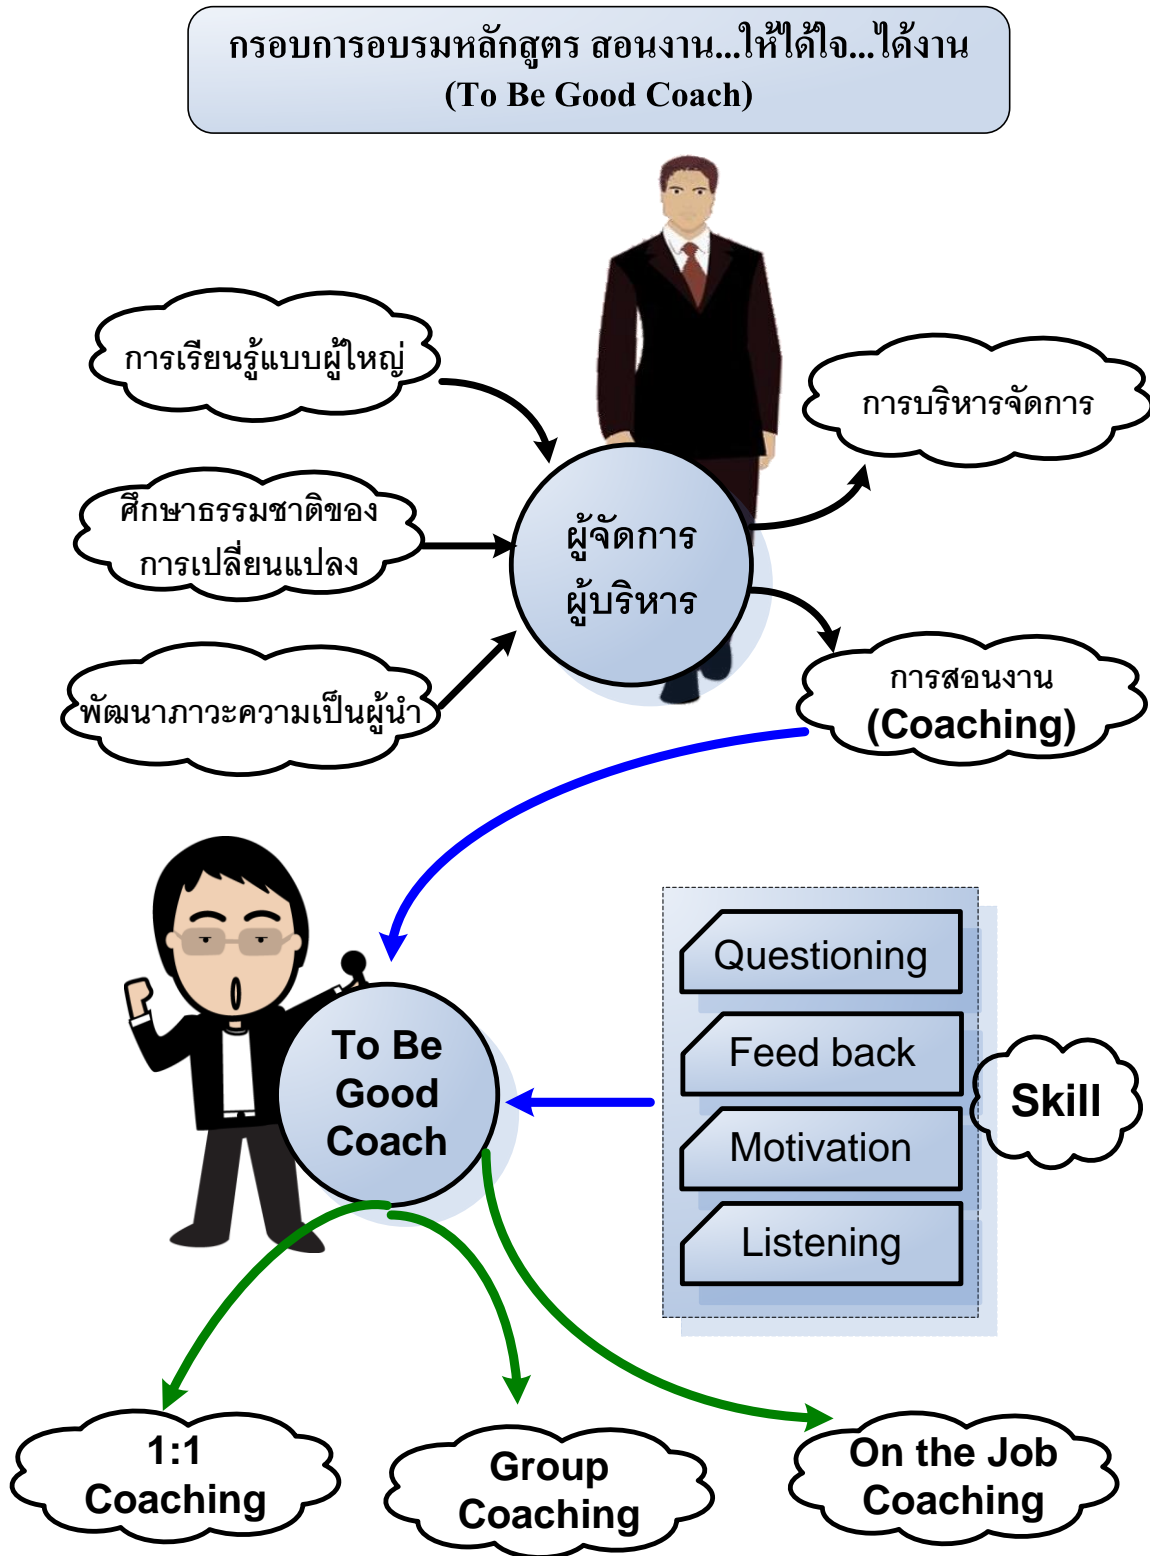 กรอบการอบรมหลักสูตร สอนงาน...ให้ได้ใจ...ได้งาน
(To Be Good Coach)
การเรียนรู้แบบผู้ใหญ่
การบริหารจัดการ
ศึกษาธรรมชาติของ
การเปลี่ยนแปลง
ผู้จัดการ
ผู้บริหาร
พัฒนาภาวะความเป็นผู้นำ
การสอนงาน
(Coaching)
To Be
Good
Coach
Questioning
Feed back
Motivation
Listening
Skill
1:1
Coaching
Group
Coaching
On the Job
Coaching